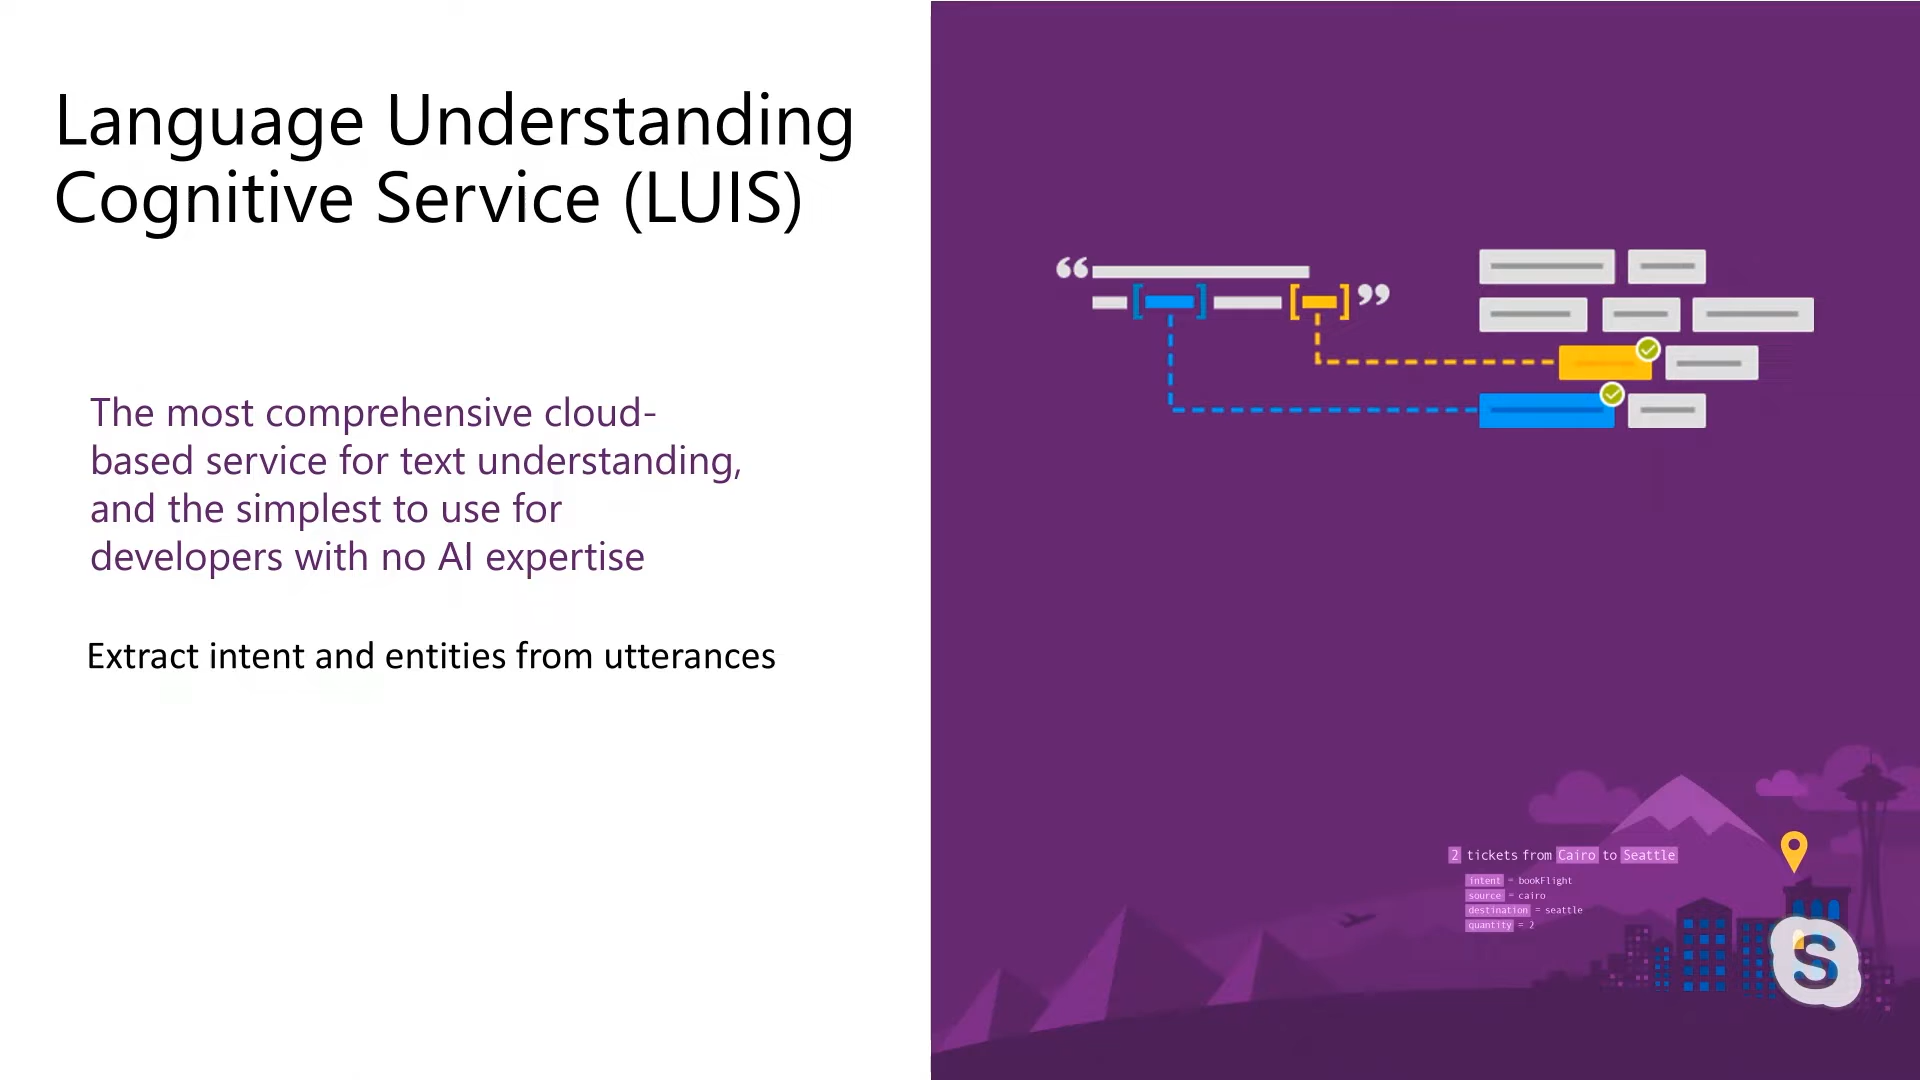 Language Understanding
Cognitive Service (LUIS)
The most comprehensive cloud-
based service for text understanding,
and the simplest to use for
developers with no AI expertise
Extract intent and entities from utterances
“
”
2 tickets from Cairo to Seattle
intent = bookFlight
source = cairo
destination = seattle
quantity = 2
S